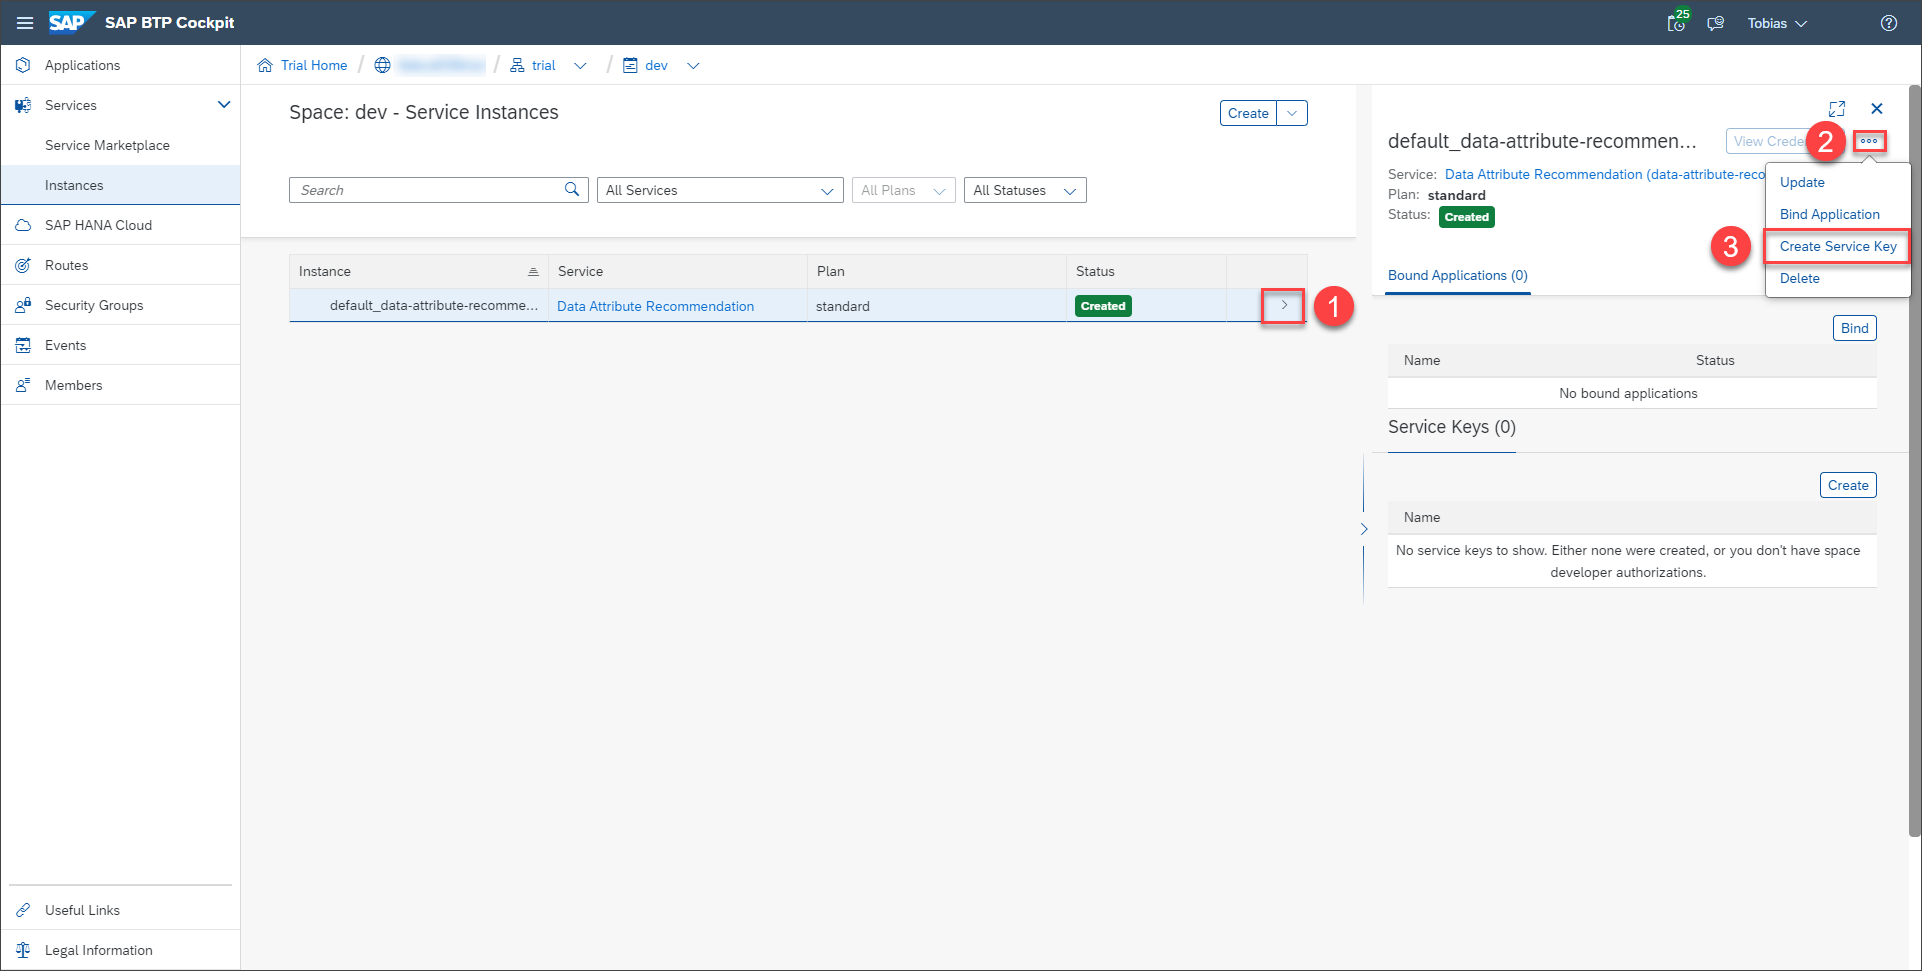 SAP SAP BTP Cockpit
25
Tobias
Applications
Services
Service Marketplace
Instances
SAP HANA Cloud
Routes
Security Groups
Events
Members
Useful Links
Legal Information
Trial Home / / trial / dev
Space: dev - Service Instances
Create
Search
All Services
All Plans
All Statuses
Instance Service Plan Status
default_data-attribute-recomme... Data Attribute Recommendation standard Created
1
default_data-attribute-recommen...
View Crede
2
Service: Data Attribute Recommendation (data-attribute-reco
Plan: standard
Status: Created
Update
Bind Application
3
Create Service Key
Delete
Bound Applications (0)
Bind
Name Status
No bound applications
Service Keys (0)
Create
Name
No service keys to show. Either none were created, or you don't have space
developer authorizations.